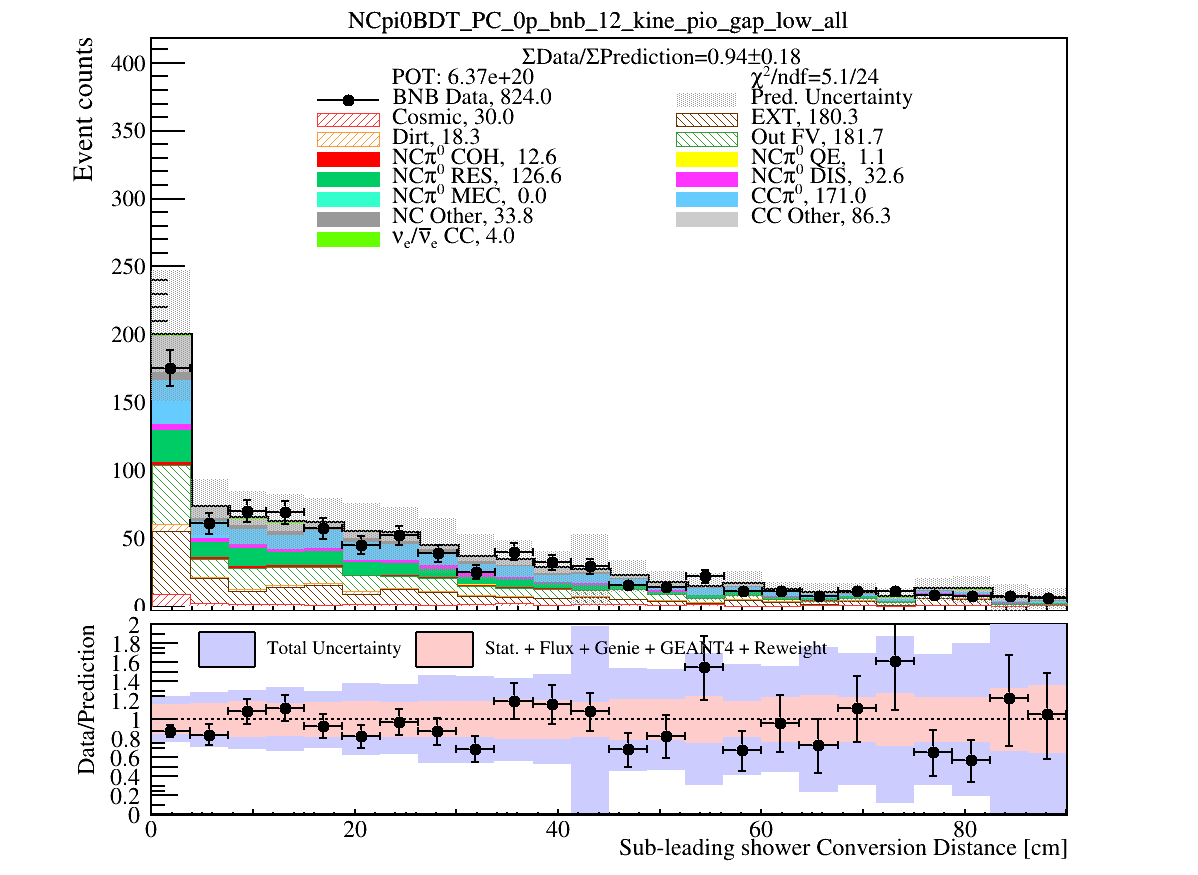 NCpi0BDT_PC_0p_bnb_12_kine_pio_gap_low_all
ΣData/ΣPrediction=0.94±0.18
POT: 6.37e+20
χ²/ndf=5.1/24
BNB Data, 824.0
Pred. Uncertainty
Cosmic, 30.0
EXT, 180.3
Dirt, 18.3
Out FV, 181.7
NCπ⁰ COH, 12.6
NCπ⁰ QE, 1.1
NCπ⁰ RES, 126.6
NCπ⁰ DIS, 32.6
NCπ⁰ MEC, 0.0
CCπ⁰, 171.0
NC Other, 33.8
CC Other, 86.3
νₑ/ν̅ₑ CC, 4.0
Event counts
400
350
300
250
200
150
100
50
0
Total Uncertainty
Stat. + Flux + Genie + GEANT4 + Reweight
Data/Prediction
2
1.8
1.6
1.4
1.2
1
0.8
0.6
0.4
0.2
0
0 20 40 60 80
Sub-leading shower Conversion Distance [cm]